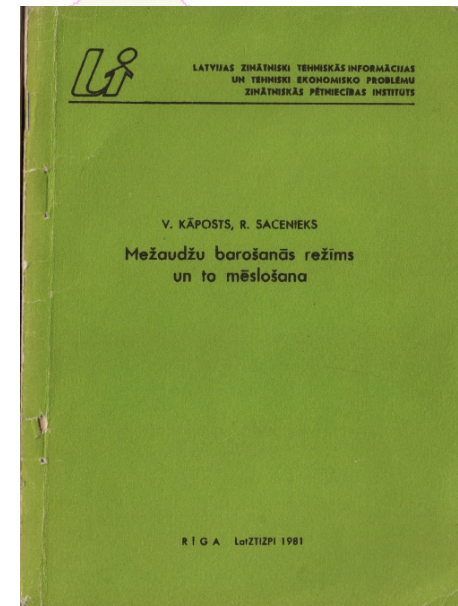 LATVIJAS ZINĀTNISKI TEHNISKĀS INFORMĀCIJAS
UN TEHNISKI EKONOMISKO PROBLĒMU
ZINĀTNISKĀS PĒTNIECĪBAS INSTITŪTS
V. KĀPOSTS, R. SACENIEKS
Mežaudžu barošanās režīms
un to mēslošana
RĪGA LatZTIZPI 1981